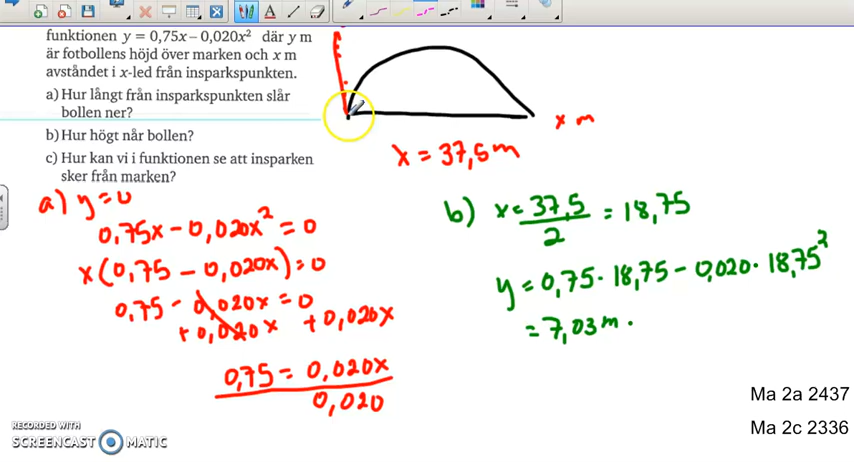 funktionen y = 0,75x – 0,020x² där y m
är fotbollens höjd över marken och x m
avståndet i x-led från insparkspunkten.
a) Hur långt från insparkspunkten slår
bollen ner?
b) Hur högt når bollen?
c) Hur kan vi i funktionen se att insparken
sker från marken?
x m
x = 37,5 m
a) y = 0
0,75x – 0,020x² = 0
x(0,75 – 0,020x) = 0
0,75 – 0,020x = 0
+0,020x +0,020x
0,75 = 0,020x
0,020
b) x = 37,5 / 2 = 18,75
y = 0,75 · 18,75 – 0,020 · 18,75²
= 7,03 m.
Ma 2a 2437
Ma 2c 2336
RECORDED WITH
SCREENCAST MATIC